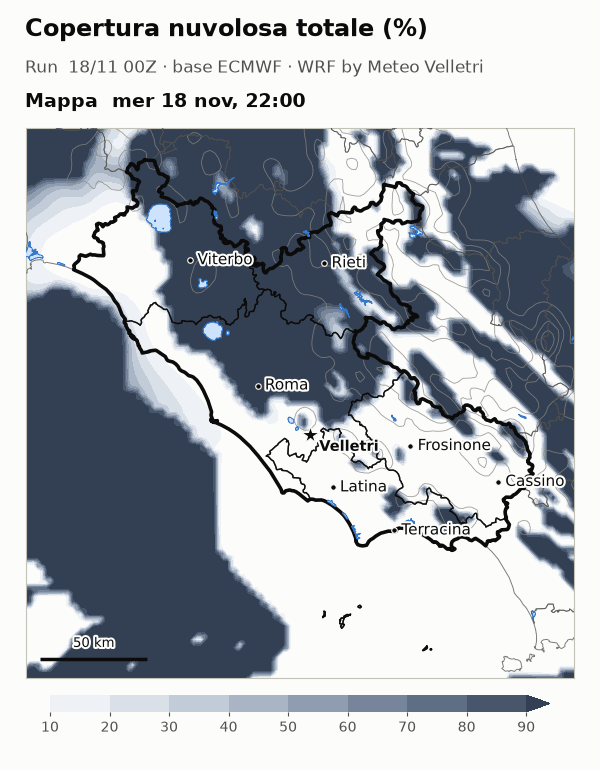 Copertura nuvolosa totale (%)
Run 18/11 00Z · base ECMWF · WRF by Meteo Velletri
Mappa mer 18 nov, 22:00
Viterbo
Rieti
Roma
Velletri
Frosinone
Latina
Cassino
Terracina
50 km
10 20 30 40 50 60 70 80 90